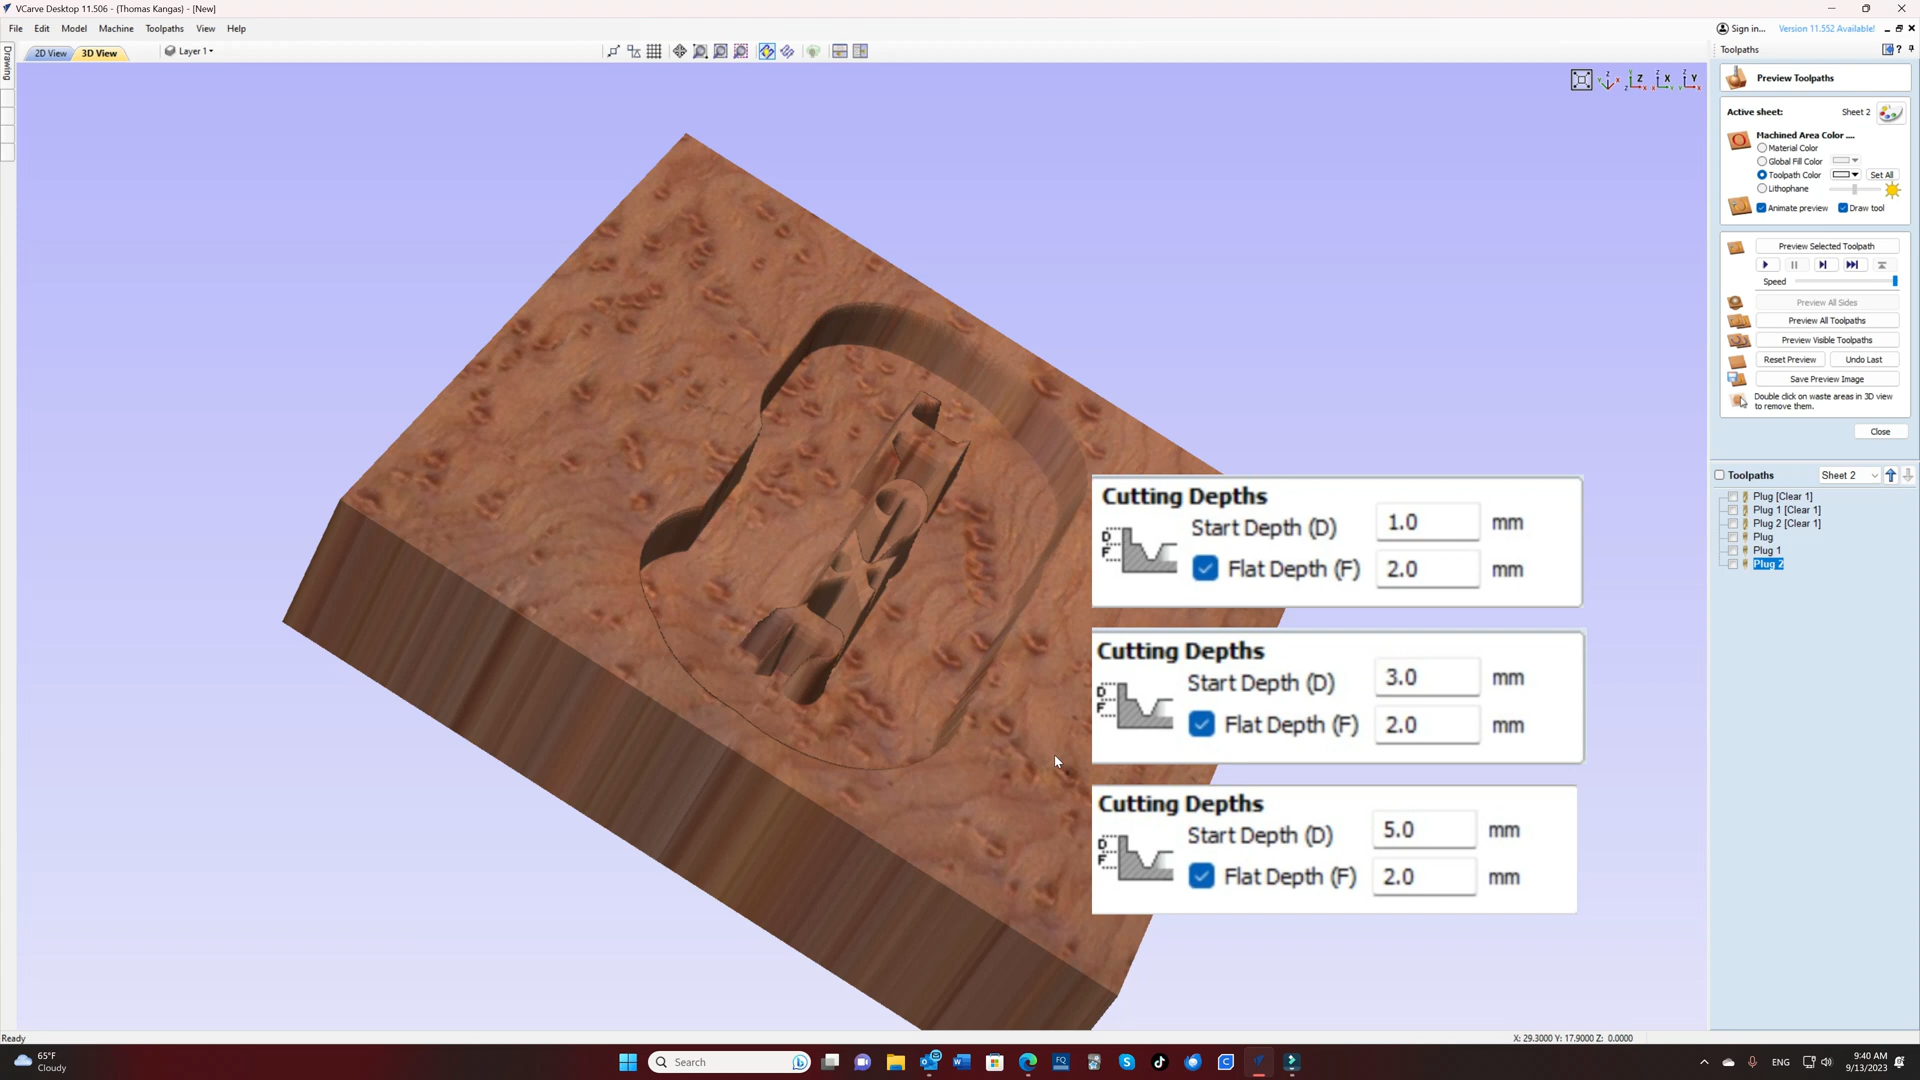 VCarve Desktop 11.506 - (Thomas Kangas) - [New]
File Edit Model Machine Toolpaths View Help
Sign in... Version 11.552 Available!
2D View 3D View Layer 1
Drawing
Toolpaths
Preview Toolpaths
Active sheet: Sheet 2
Machined Area Color ....
Material Color
Global Fill Color
Toolpath Color Set All
Lithophane
Animate preview Draw tool
Preview Selected Toolpath
Speed
Preview All Sides
Preview All Toolpaths
Preview Visible Toolpaths
Reset Preview Undo Last
Save Preview Image
Double click on waste areas in 3D view
to remove them.
Close
Toolpaths Sheet 2
Plug [Clear 1]
Plug 1 [Clear 1]
Plug 2 [Clear 1]
Plug
Plug 1
Plug 2
Cutting Depths
Start Depth (D) 1.0 mm
Flat Depth (F) 2.0 mm
D
F
Cutting Depths
Start Depth (D) 3.0 mm
Flat Depth (F) 2.0 mm
D
F
Cutting Depths
Start Depth (D) 5.0 mm
Flat Depth (F) 2.0 mm
D
F
Ready
X: 29.3000 Y: 17.9000 Z: 0.0000
65°F
Cloudy
Search
FQ
ENG
9:40 AM
9/13/2023